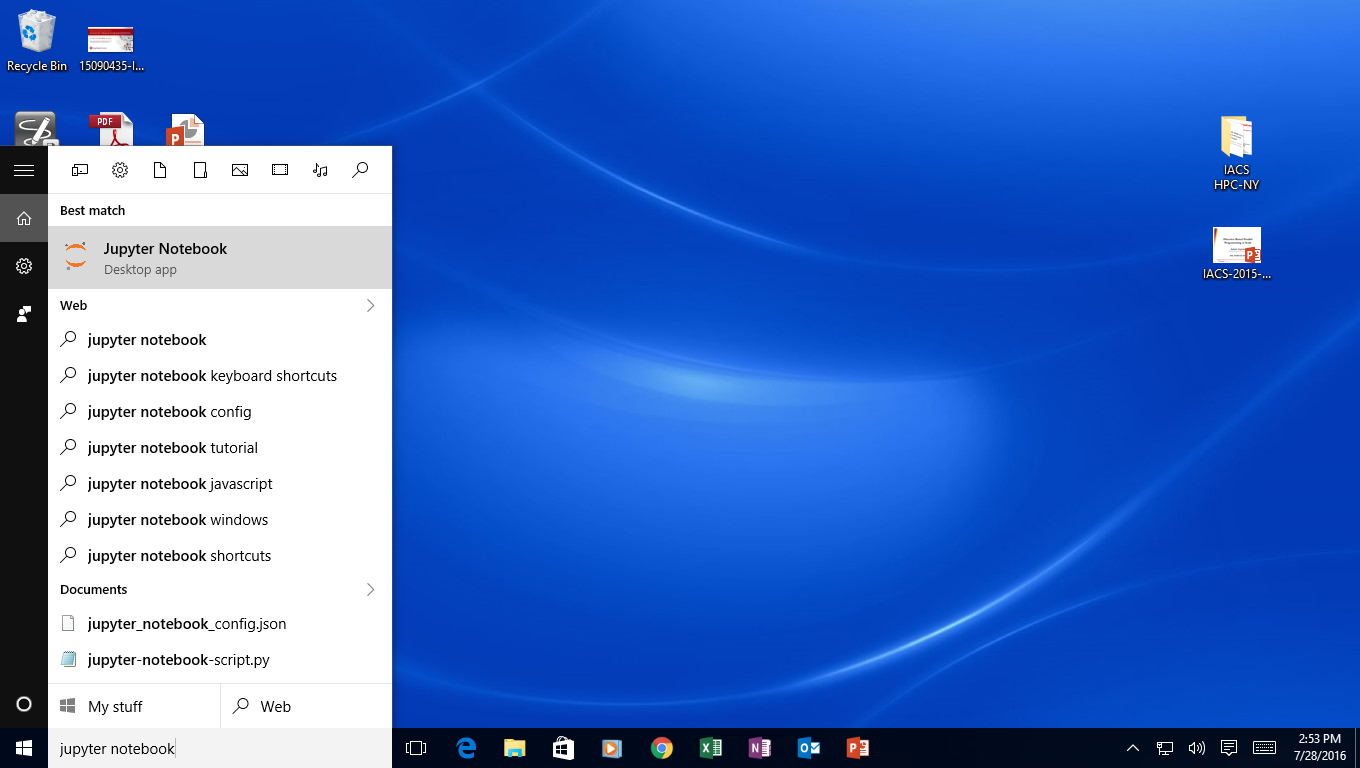 Recycle Bin
15090435-I...
PDF
IACS
HPC-NY
IACS-2015-...
Best match
Jupyter Notebook
Desktop app
Web
jupyter notebook
jupyter notebook keyboard shortcuts
jupyter notebook config
jupyter notebook tutorial
jupyter notebook javascript
jupyter notebook windows
jupyter notebook shortcuts
Documents
jupyter_notebook_config.json
jupyter-notebook-script.py
My stuff
Web
jupyter notebook
2:53 PM
7/28/2016